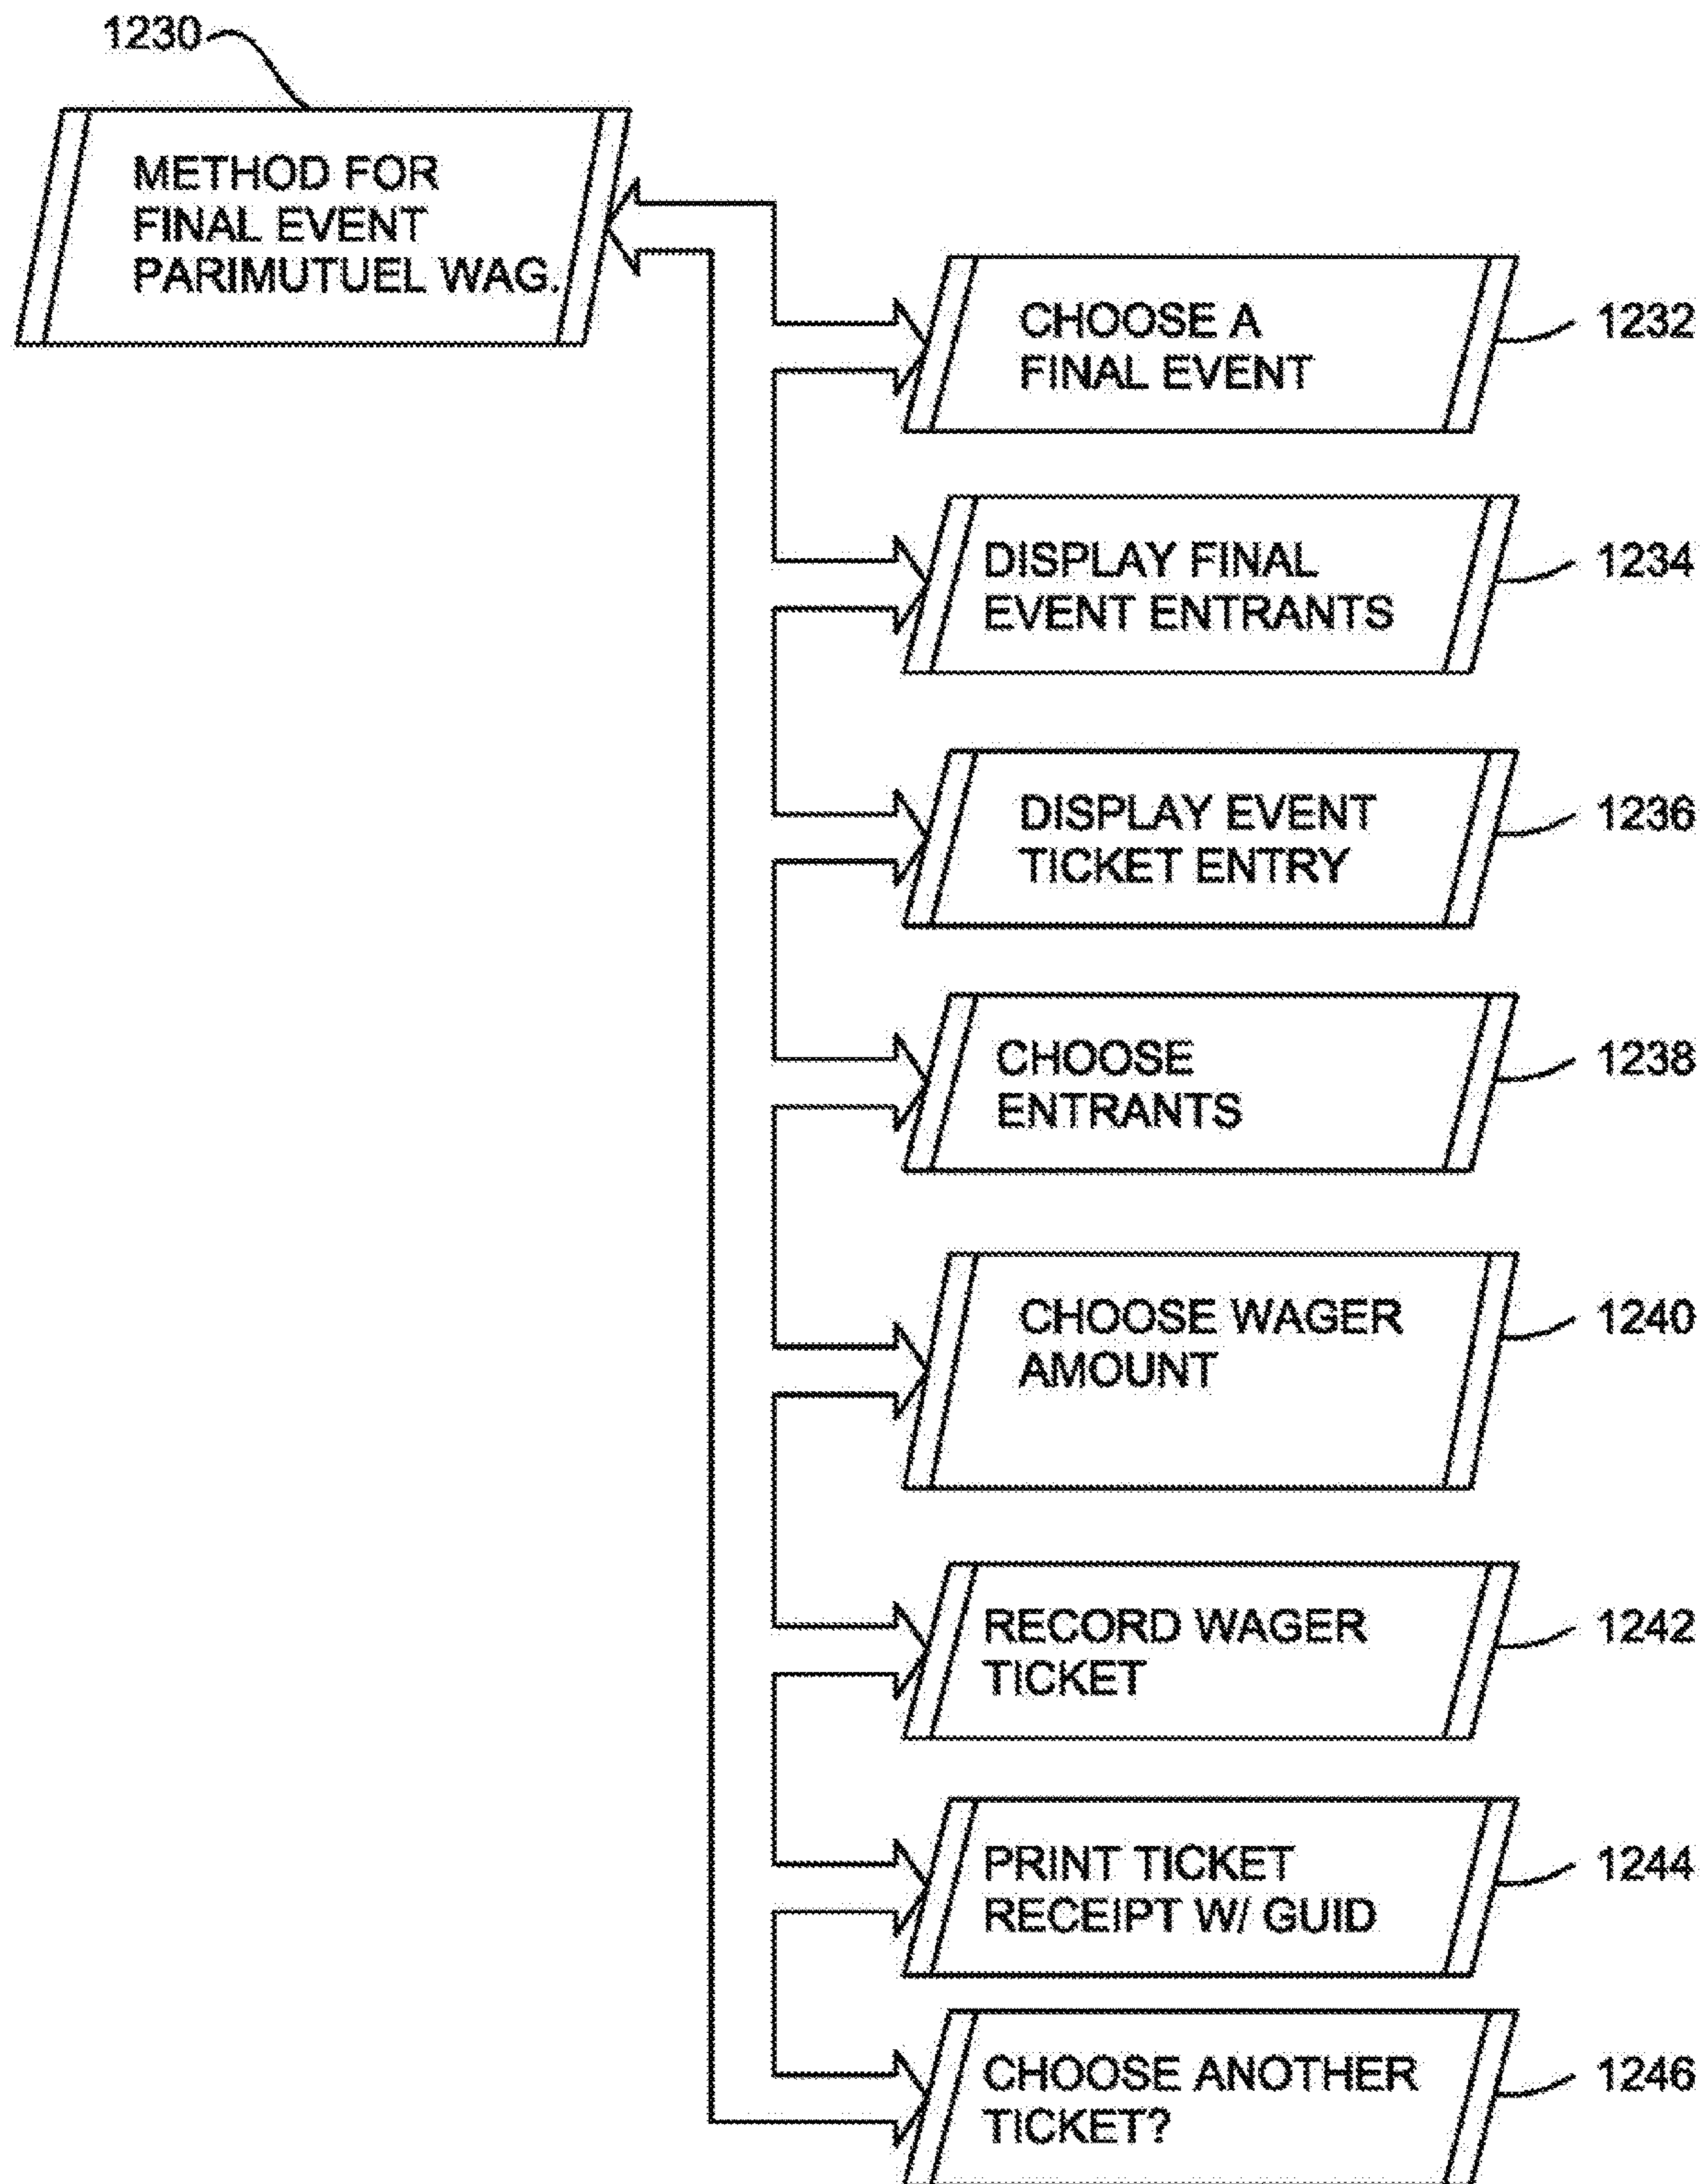 1230
METHOD FOR
FINAL EVENT
PARIMUTUEL WAG.
CHOOSE A
FINAL EVENT
1232
DISPLAY FINAL
EVENT ENTRANTS
1234
DISPLAY EVENT
TICKET ENTRY
1236
CHOOSE
ENTRANTS
1238
CHOOSE WAGER
AMOUNT
1240
RECORD WAGER
TICKET
1242
PRINT TICKET
RECEIPT W/ GUID
1244
CHOOSE ANOTHER
TICKET?
1246